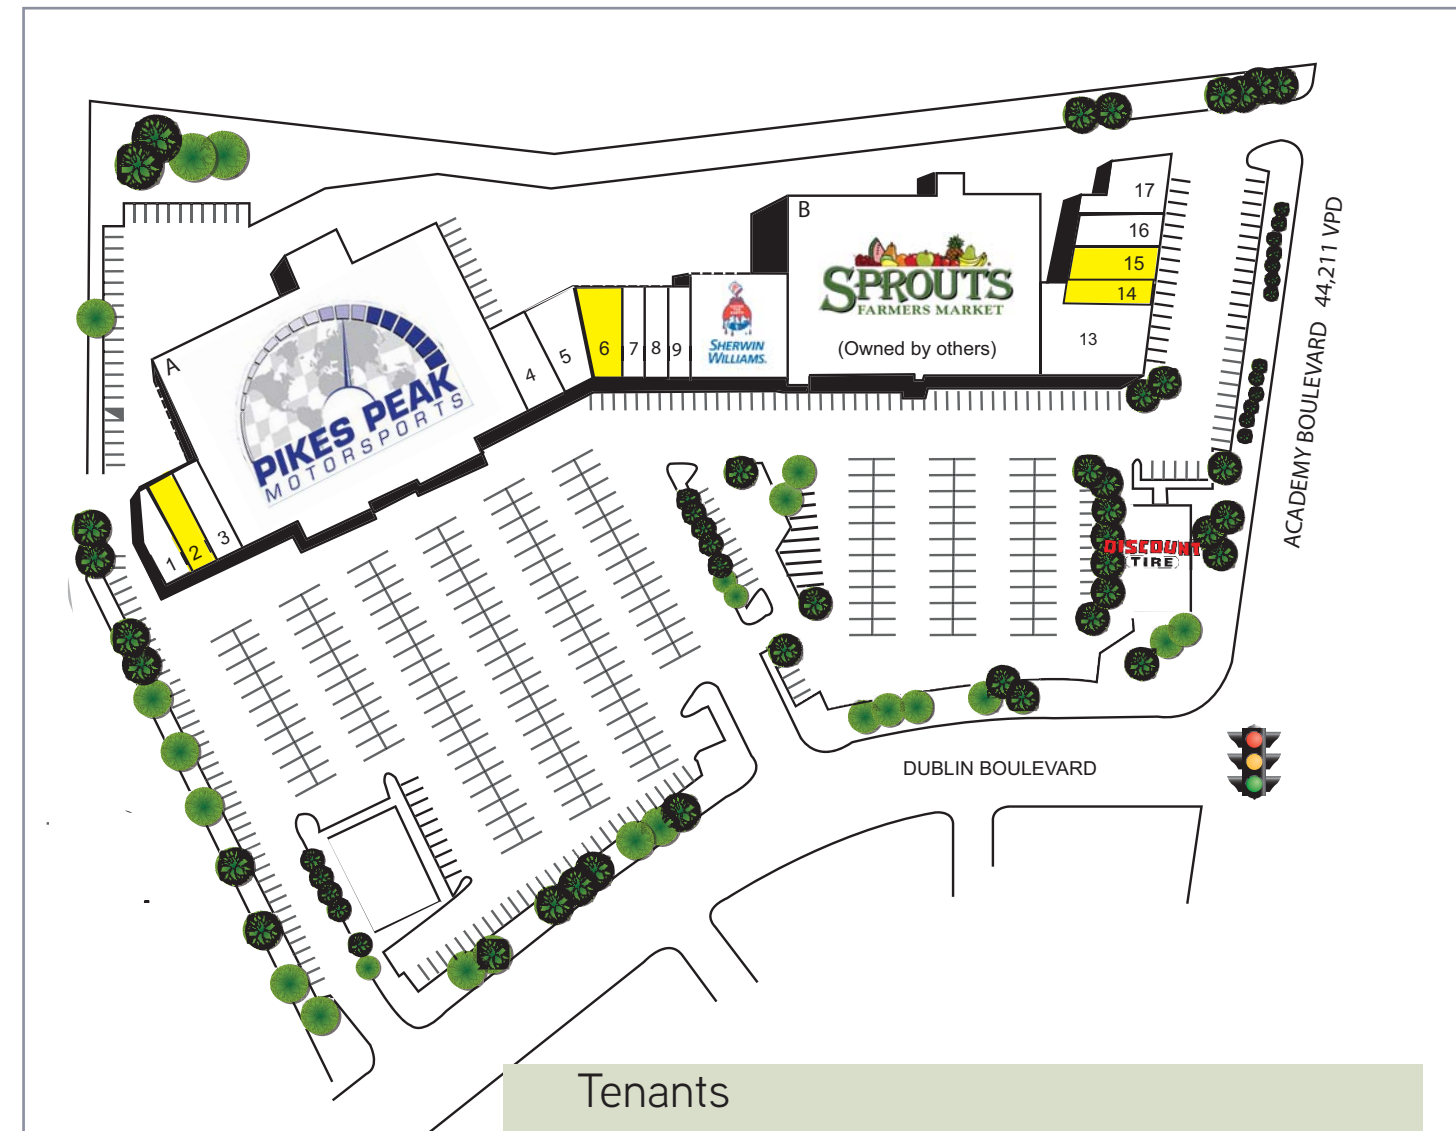 17
B
16
15
14
13
SPROUTS
FARMERS MARKET
(Owned by others)
SHERWIN
WILLIAMS.
A
4
5
6
7
8
9
PIKES PEAK
MOTORSPORTS
1
2
3
ACADEMY BOULEVARD 44,211 VPD
DISCOUNT
TIRE
DUBLIN BOULEVARD
Tenants